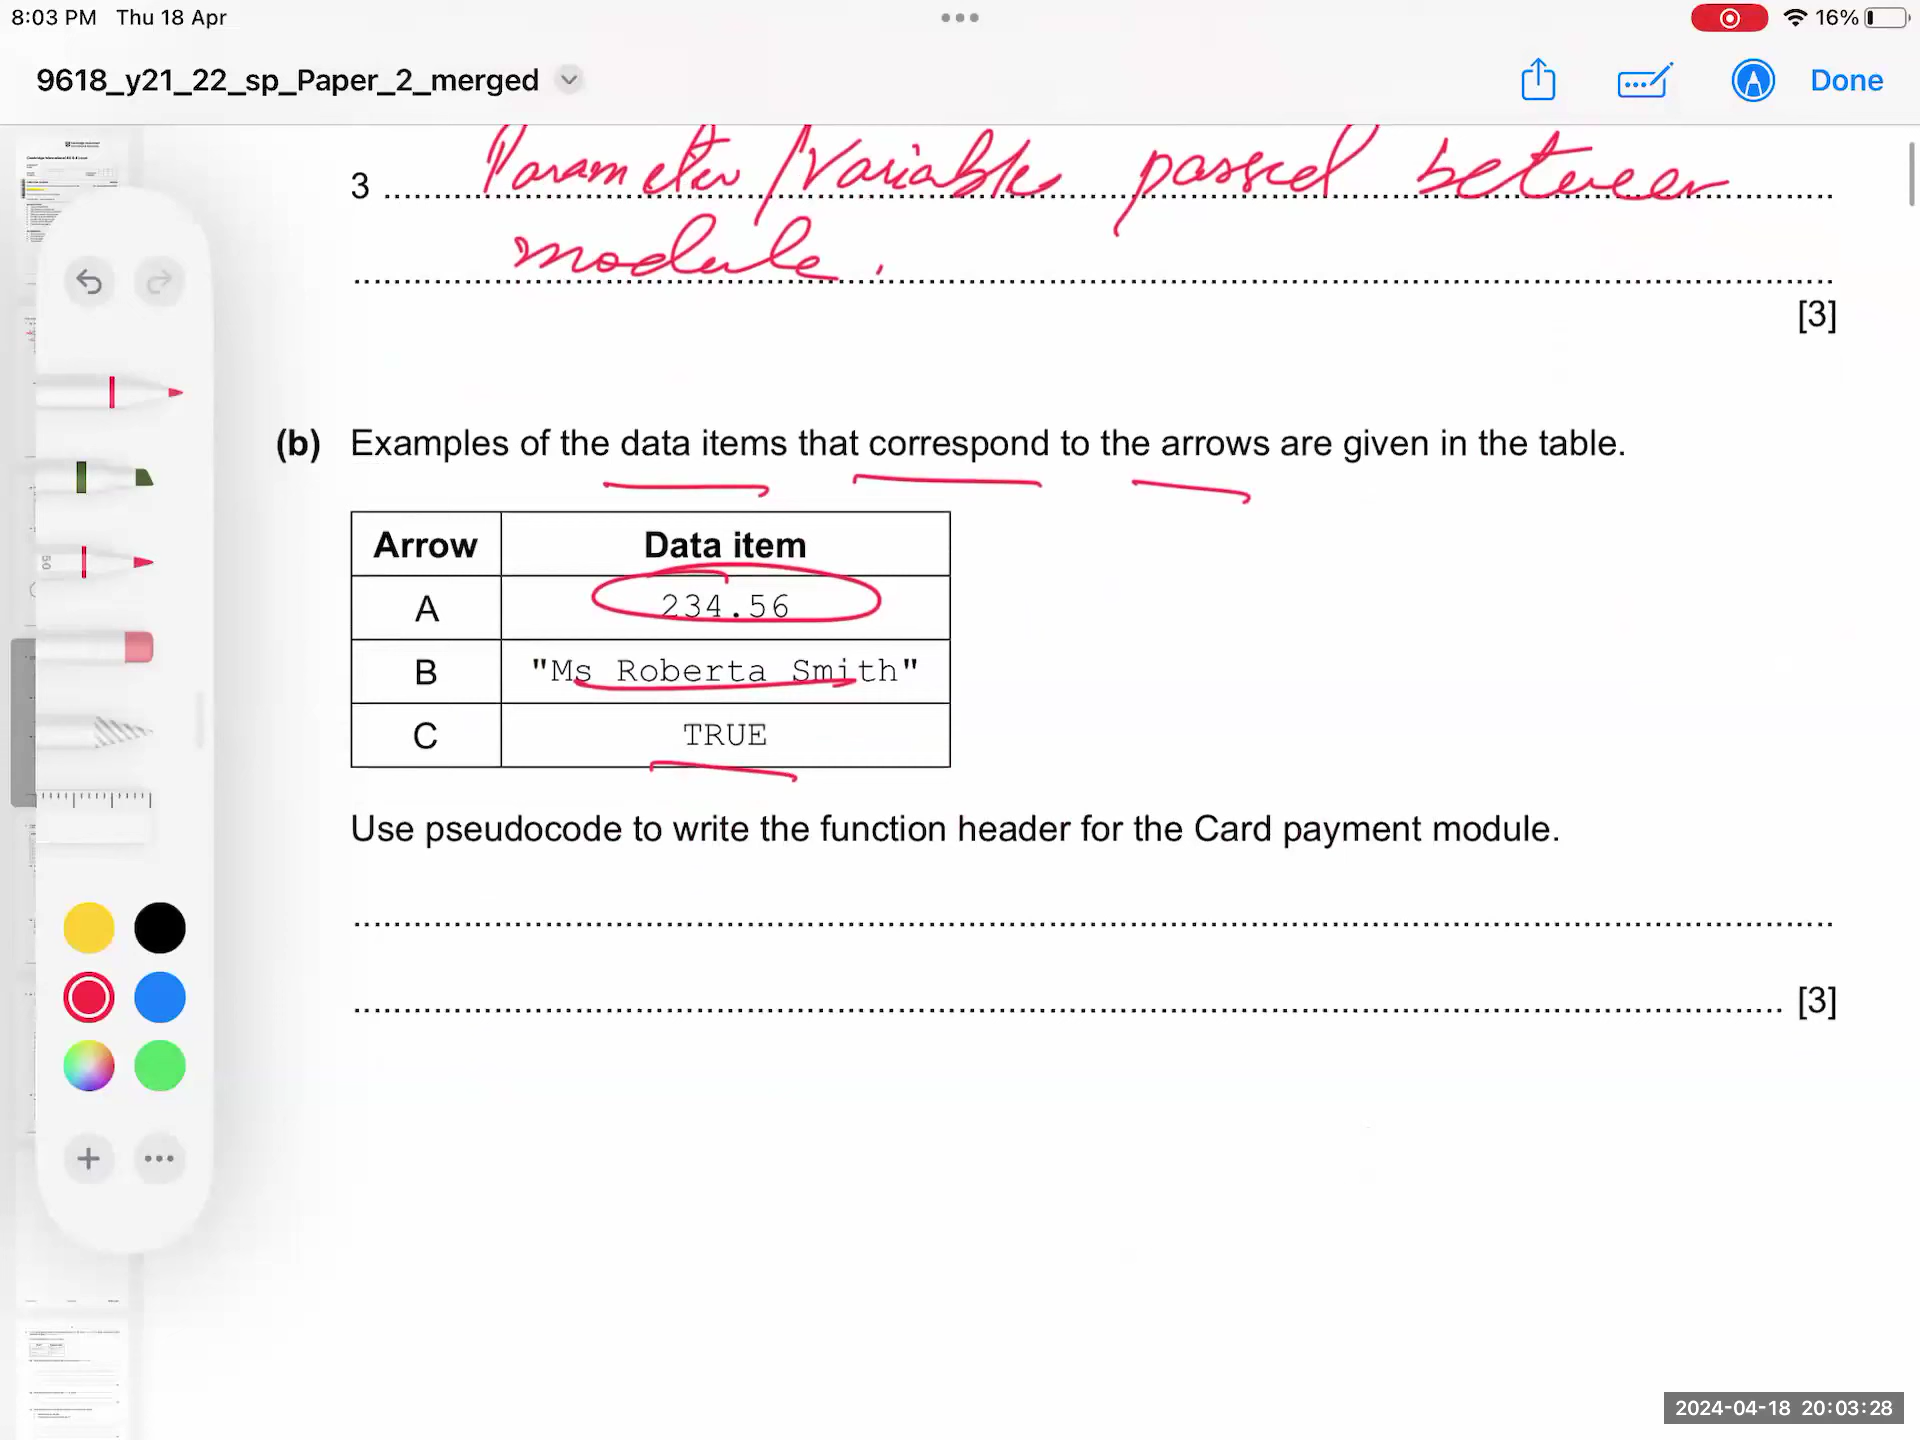 8:03 PM Thu 18 Apr
16%
9618_y21_22_sp_Paper_2_merged
Done
3 Parameter/Variables passed between
module.
[3]
(b) Examples of the data items that correspond to the arrows are given in the table.
Arrow Data item
A 234.56
B "Ms Roberta Smith"
C TRUE
Use pseudocode to write the function header for the Card payment module.
[3]
50
2024-04-18 20:03:28